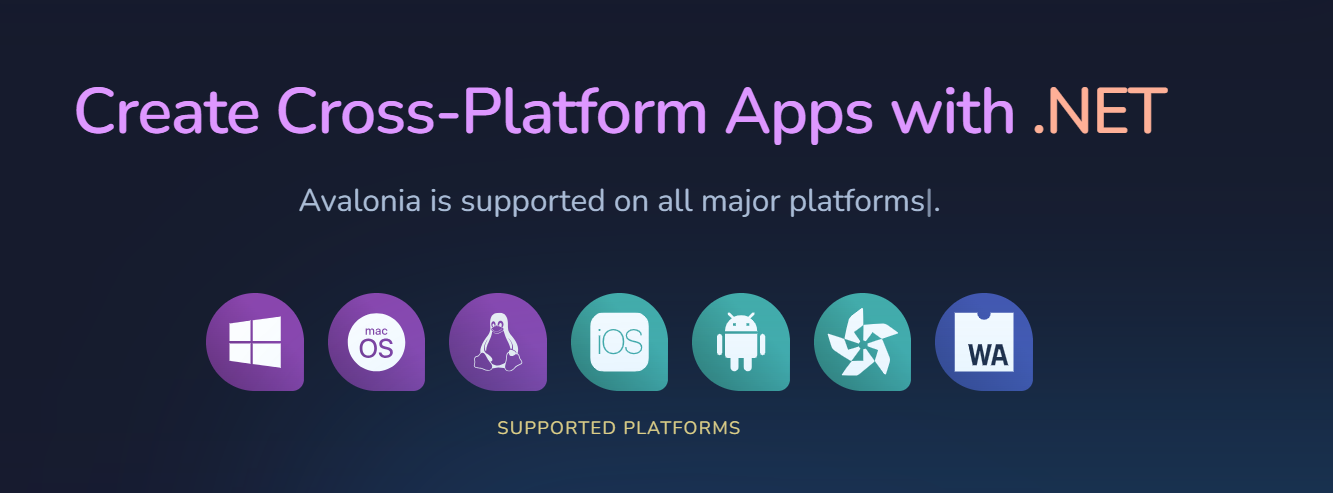 Create Cross-Platform Apps with .NET
Avalonia is supported on all major platforms|.
mac
OS
iOS
WA
SUPPORTED PLATFORMS